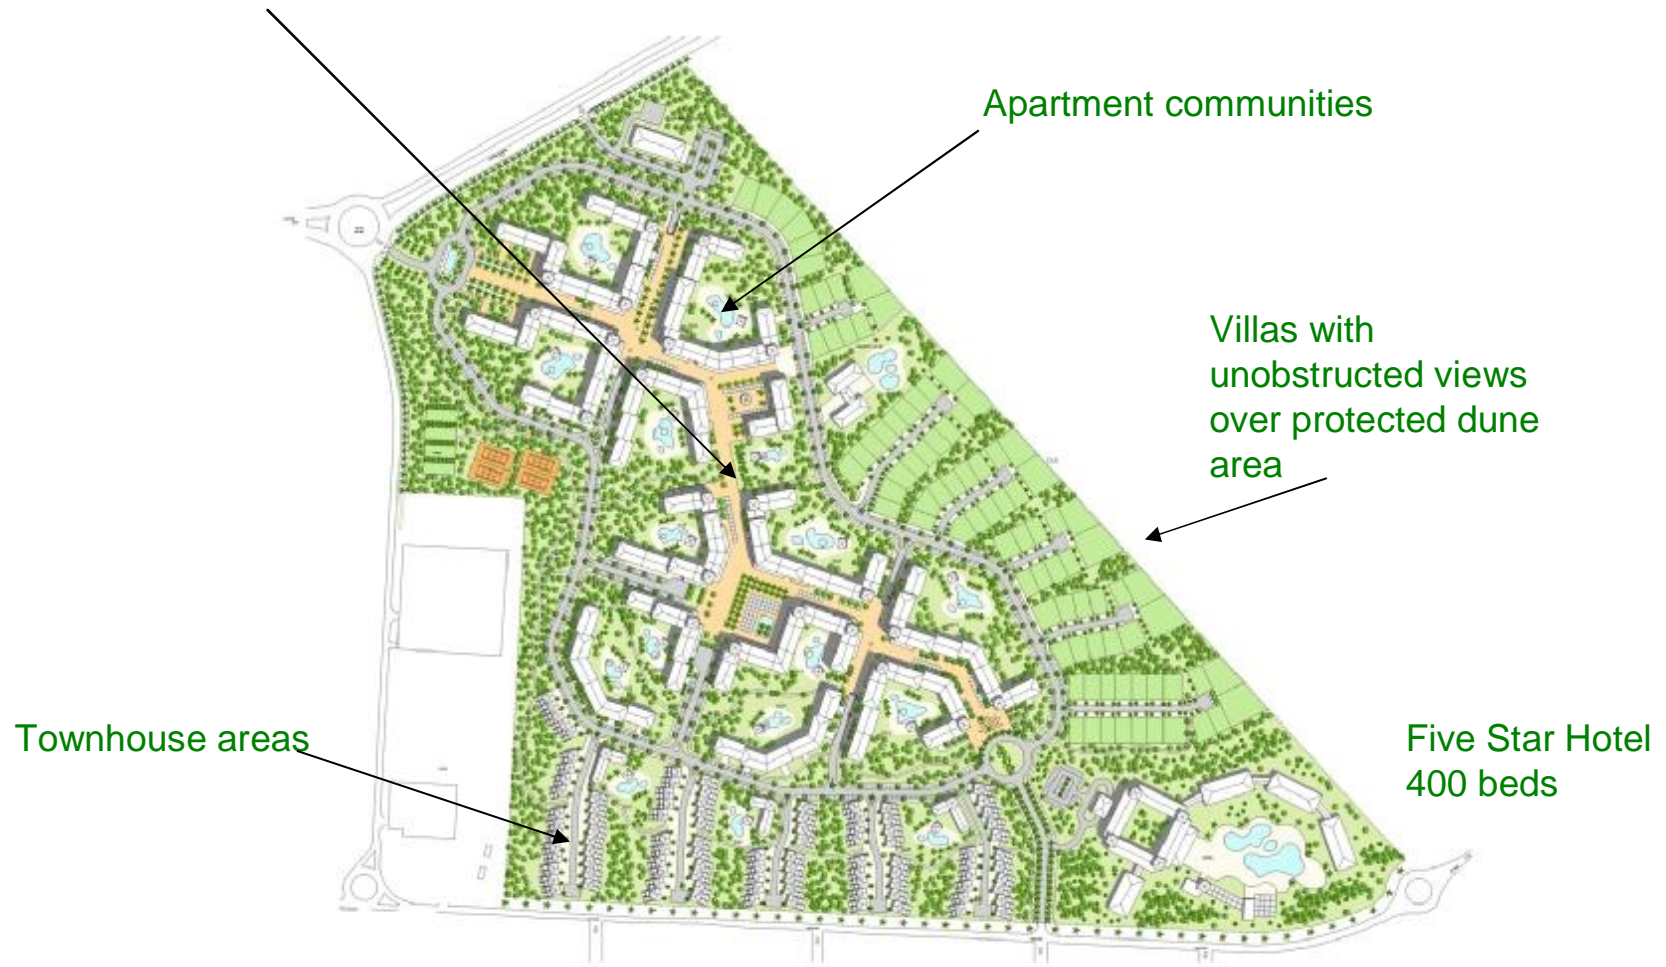 Apartment communities
Villas with
unobstructed views
over protected dune
area
Townhouse areas
Five Star Hotel
400 beds